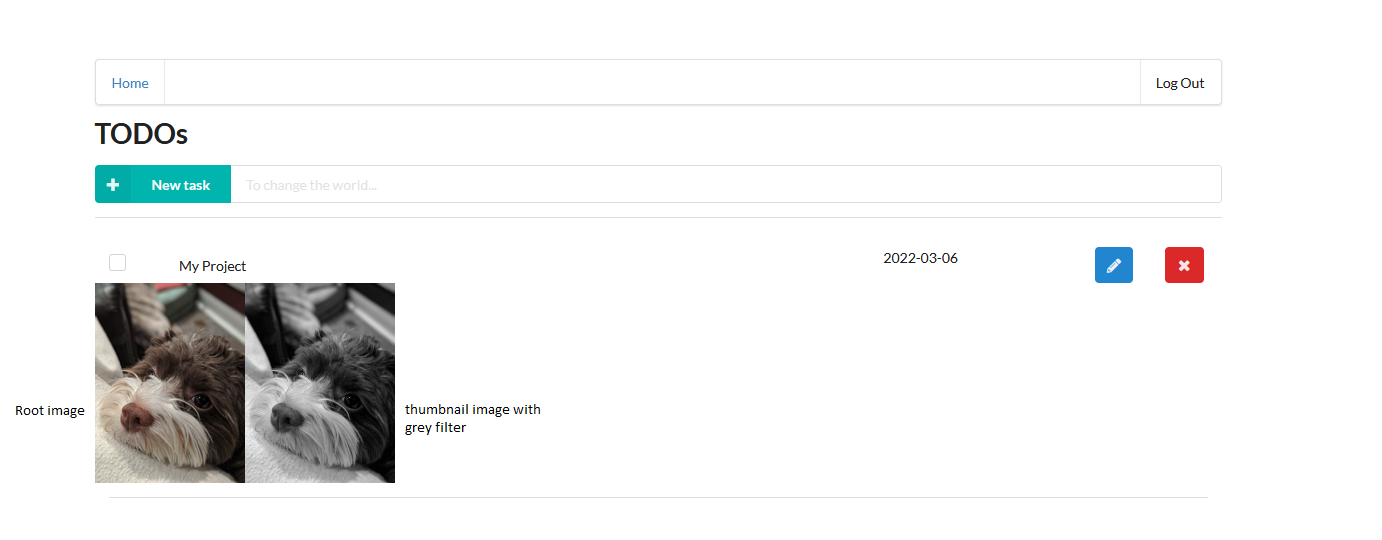 Home
Log Out
TODOs
New task
To change the world...
My Project
2022-03-06
Root image
thumbnail image with
grey filter